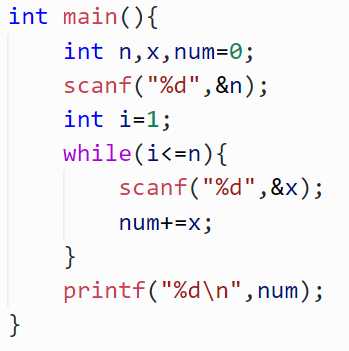 int main(){
    int n,x,num=0;
    scanf("%d",&n);
    int i=1;
    while(i<=n){
        scanf("%d",&x);
        num+=x;
    }
    printf("%d\n",num);
}